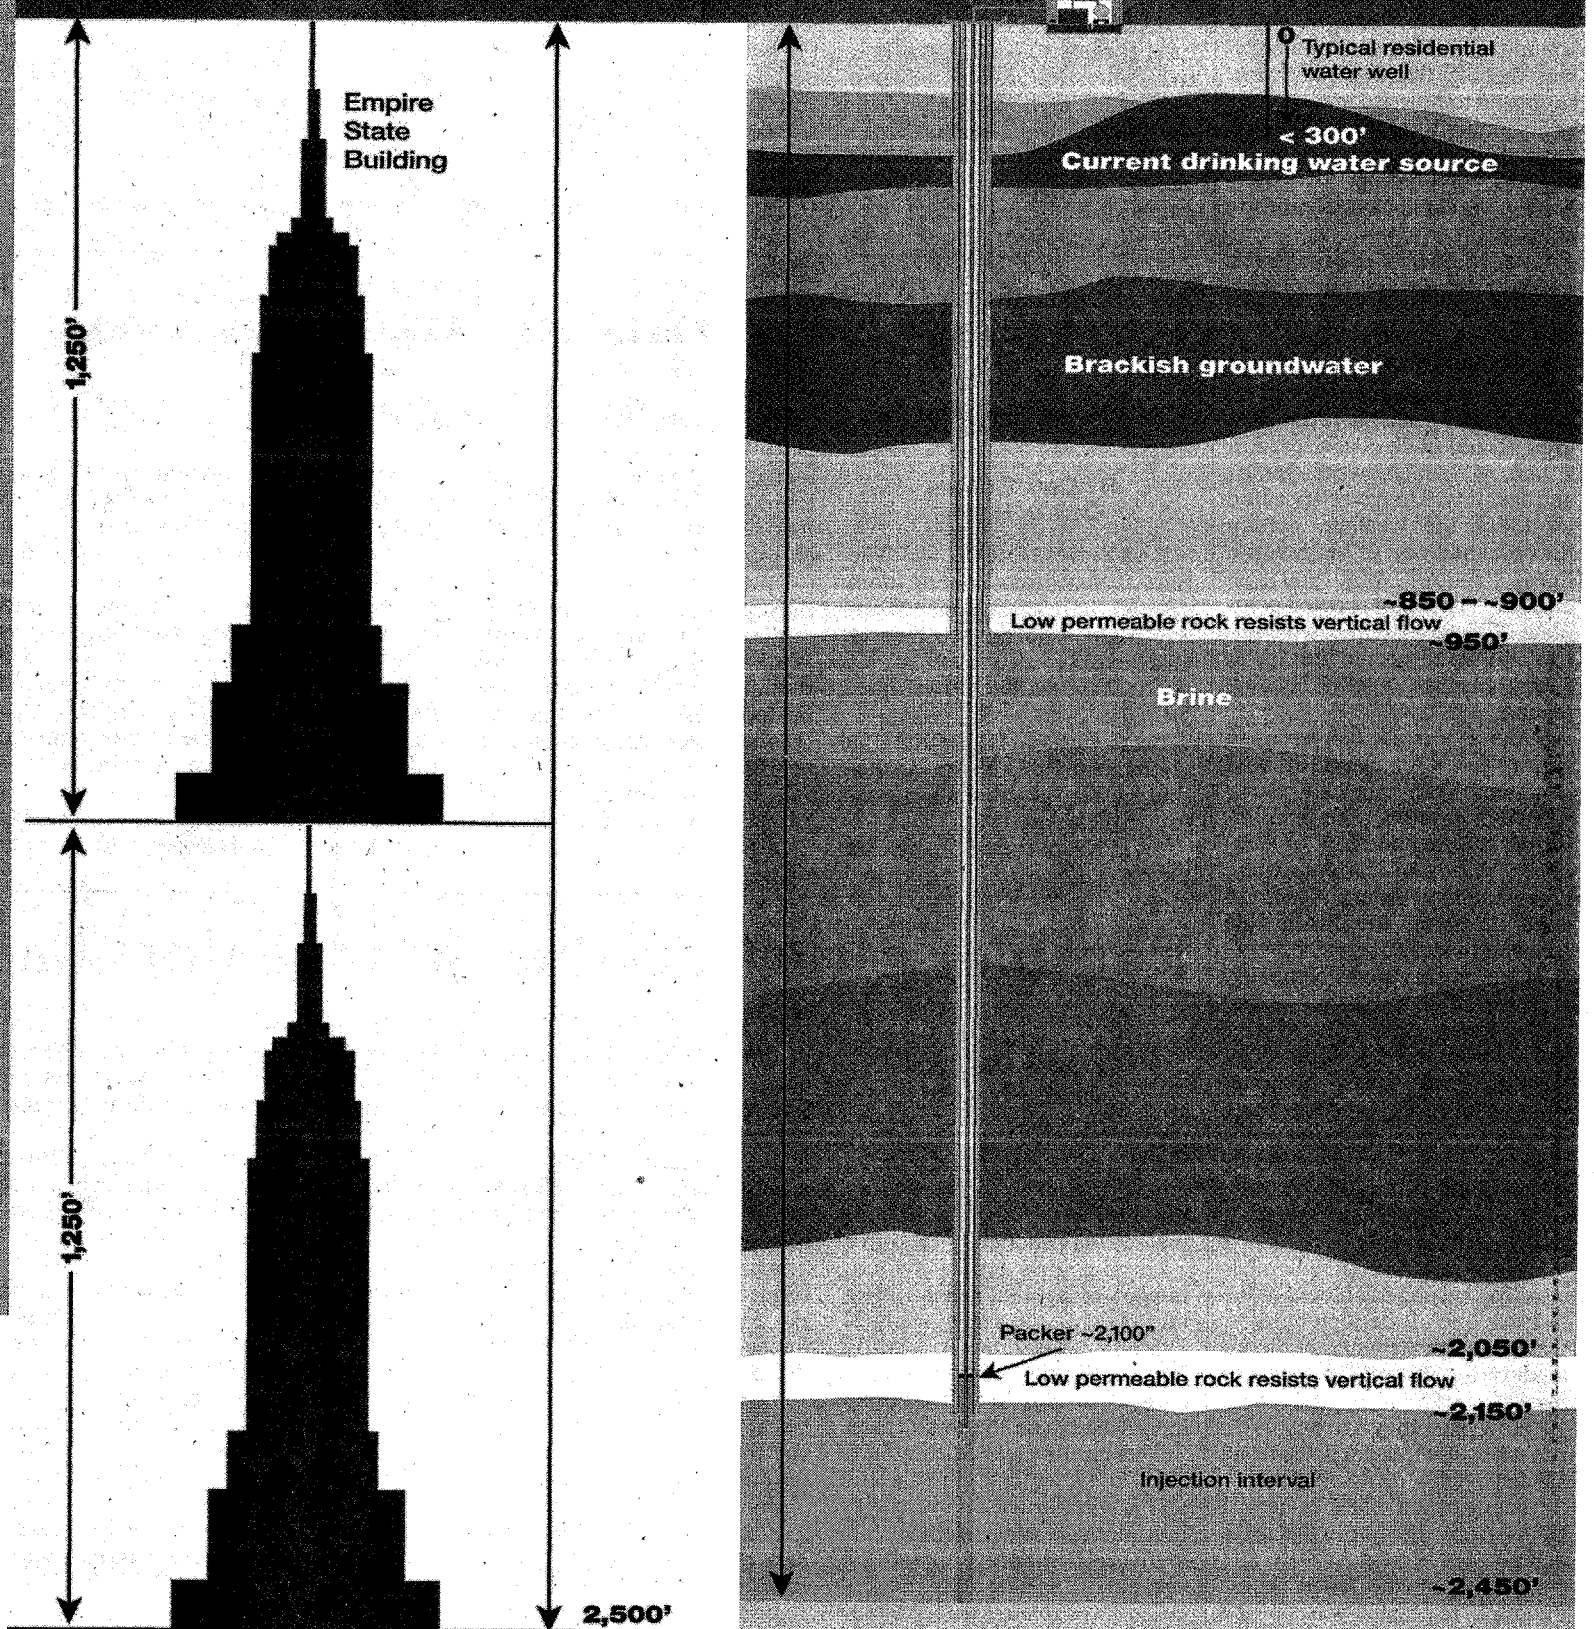 Empire
State
Building
1,250'
1,250'
2,500'
Typical residential
water well
< 300'
Current drinking water source
Brackish groundwater
~850 – ~900'
Low permeable rock resists vertical flow
~950'
Brine
Packer ~2,100"
~2,050'
Low permeable rock resists vertical flow
~2,150'
Injection interval
~2,450'